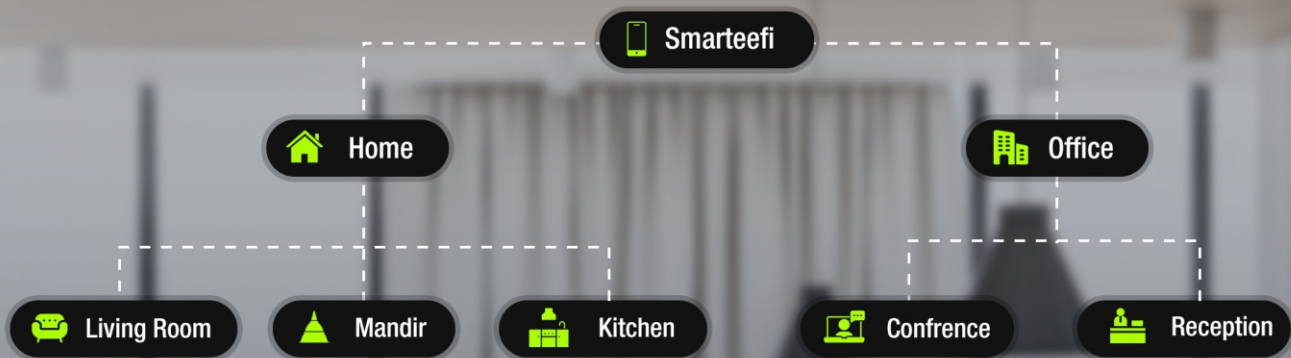 Smarteefi
Home
Office
Living Room
Mandir
Kitchen
Confrence
Reception